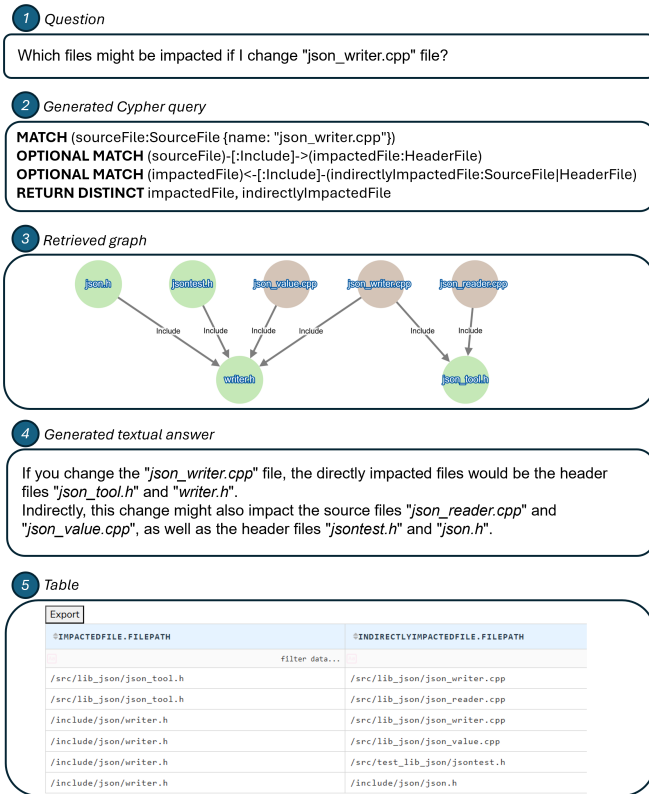 1 Question
Which files might be impacted if I change "json_writer.cpp" file?
2 Generated Cypher query
MATCH (sourceFile:SourceFile {name: "json_writer.cpp"})
OPTIONAL MATCH (sourceFile)-[:Include]->(impactedFile:HeaderFile)
OPTIONAL MATCH (impactedFile)<-[:Include]-(indirectlyImpactedFile:SourceFile|HeaderFile)
RETURN DISTINCT impactedFile, indirectlyImpactedFile
3 Retrieved graph
json.h jsontest.h json_value.cpp json_writer.cpp json_reader.cpp
Include Include Include Include Include Include
writer.h json_tool.h
4 Generated textual answer
If you change the "json_writer.cpp" file, the directly impacted files would be the header
files "json_tool.h" and "writer.h".
Indirectly, this change might also impact the source files "json_reader.cpp" and
"json_value.cpp", as well as the header files "jsontest.h" and "json.h".
5 Table
Export
IMPACTEDFILE.FILEPATH INDIRECTLYIMPACTEDFILE.FILEPATH
filter data...
/src/lib_json/json_tool.h /src/lib_json/json_writer.cpp
/src/lib_json/json_tool.h /src/lib_json/json_reader.cpp
/include/json/writer.h /src/lib_json/json_writer.cpp
/include/json/writer.h /src/lib_json/json_value.cpp
/include/json/writer.h /src/test_lib_json/jsontest.h
/include/json/writer.h /include/json/json.h